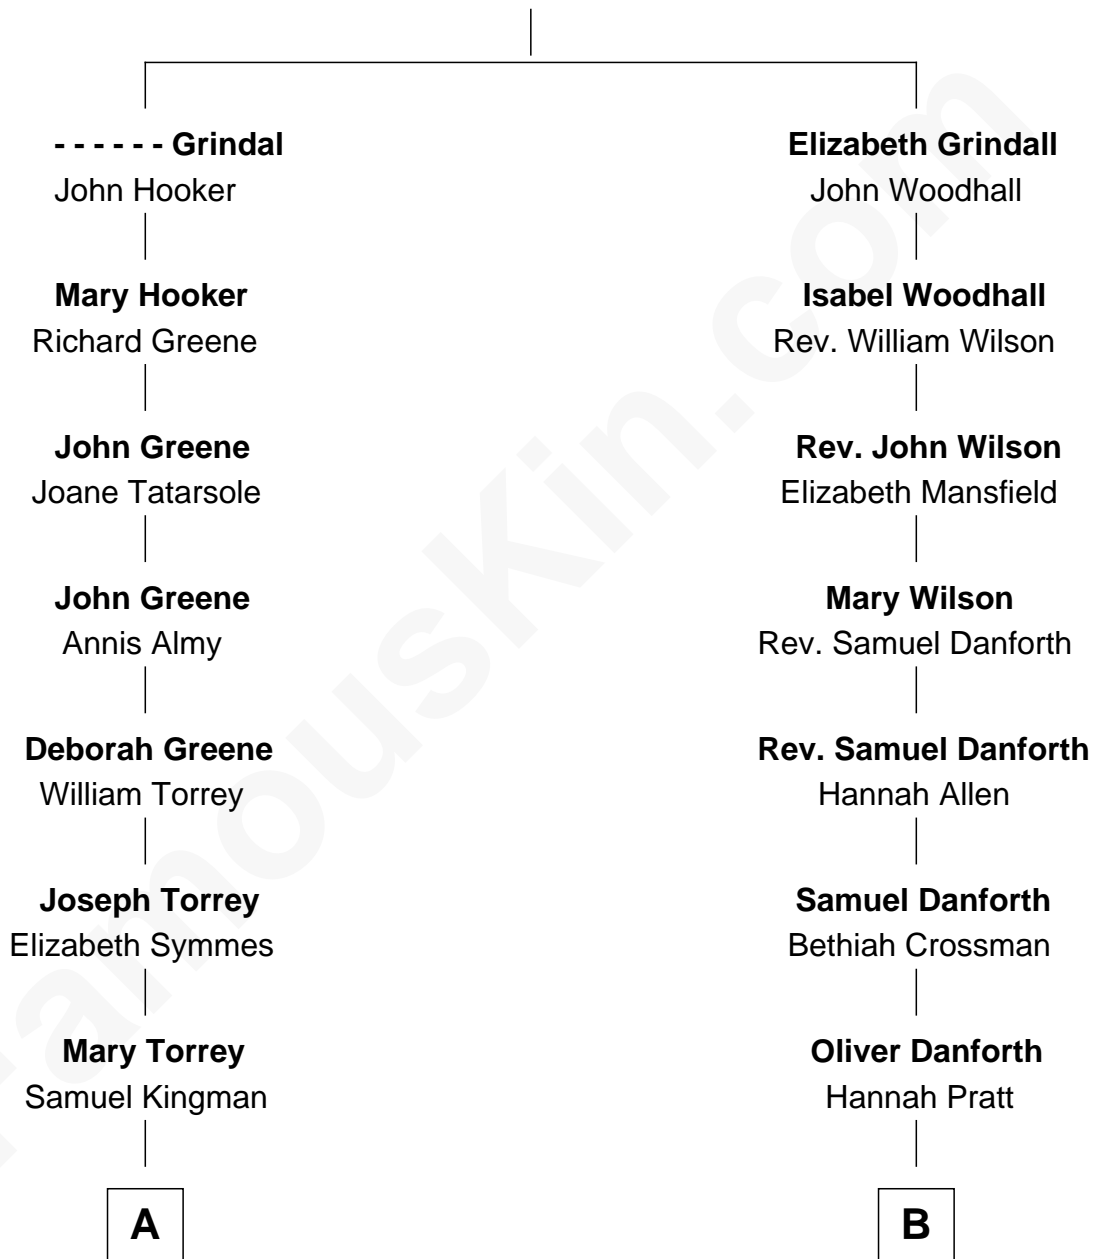 - - - - - - Grindal
John Hooker
Mary Hooker
Richard Greene
John Greene
Joane Tatarsole
John Greene
Annis Almy
Deborah Greene
William Torrey
Joseph Torrey
Elizabeth Symmes
Mary Torrey
Samuel Kingman
A
Elizabeth Grindall
John Woodhall
Isabel Woodhall
Rev. William Wilson
Rev. John Wilson
Elizabeth Mansfield
Mary Wilson
Rev. Samuel Danforth
Rev. Samuel Danforth
Hannah Allen
Samuel Danforth
Bethiah Crossman
Oliver Danforth
Hannah Pratt
B
FamousKin.com